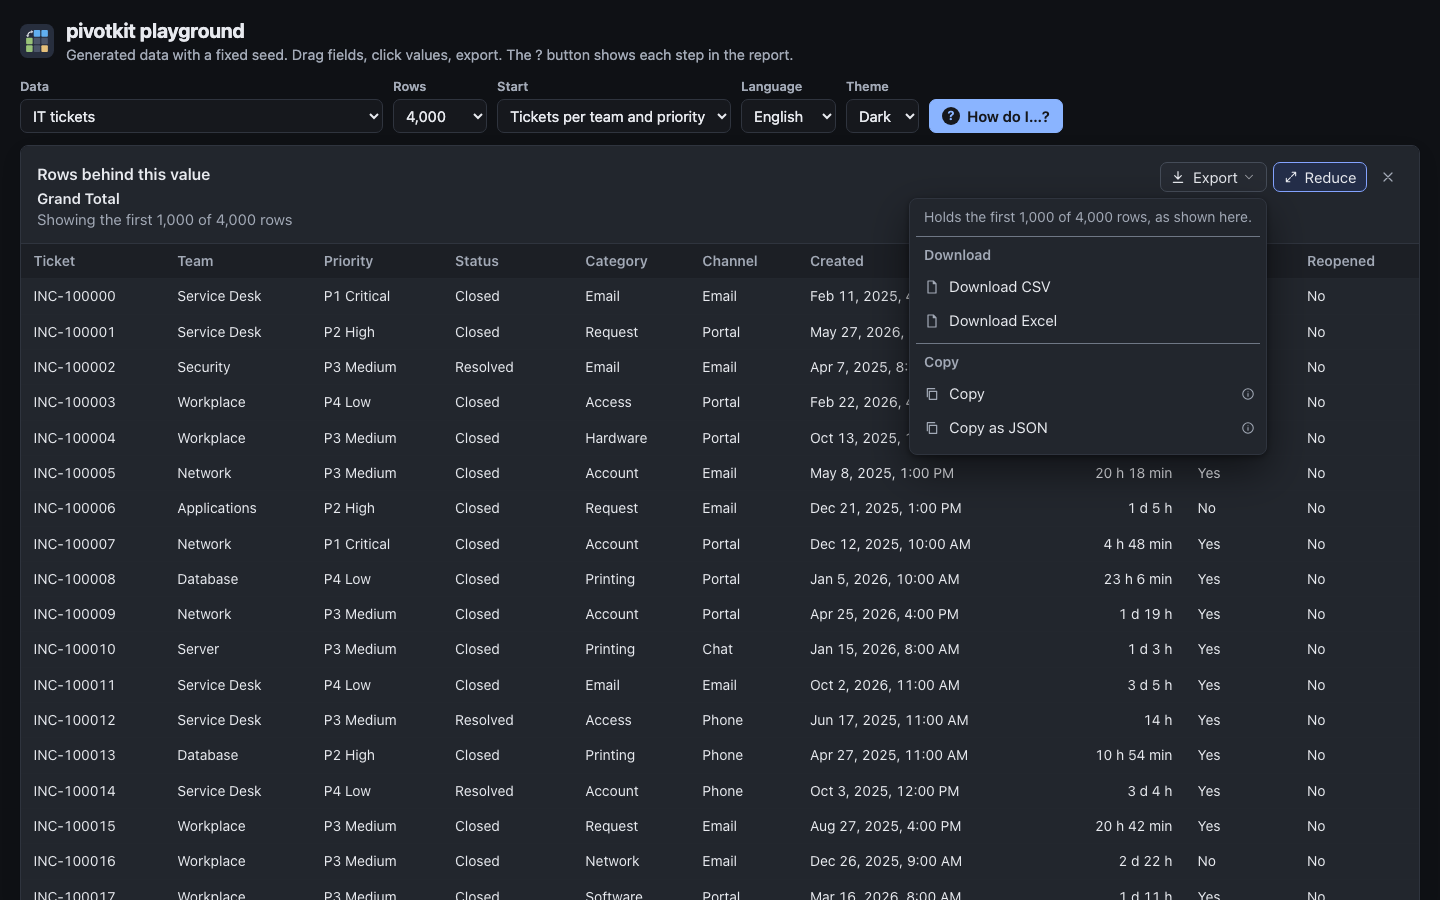 pivotkit playground
Generated data with a fixed seed. Drag fields, click values, export. The ? button shows each step in the report.
Data Rows Start Language Theme
IT tickets 4,000 Tickets per team and priority English Dark ? How do I...?
Rows behind this value
Grand Total
Showing the first 1,000 of 4,000 rows
Export Reduce
Holds the first 1,000 of 4,000 rows, as shown here.
Download
Download CSV
Download Excel
Copy
Copy
Copy as JSON
Ticket Team Priority Status Category Channel Created Reopened
INC-100000 Service Desk P1 Critical Closed Email Email Feb 11, 2025, No
INC-100001 Service Desk P2 High Closed Request Portal May 27, 2026, No
INC-100002 Security P3 Medium Resolved Email Email Apr 7, 2025, 8: No
INC-100003 Workplace P4 Low Closed Access Portal Feb 22, 2026, No
INC-100004 Workplace P3 Medium Closed Hardware Portal Oct 13, 2025, No
INC-100005 Network P3 Medium Closed Account Email May 8, 2025, 1:00 PM 20 h 18 min Yes No
INC-100006 Applications P2 High Closed Request Email Dec 21, 2025, 1:00 PM 1 d 5 h No No
INC-100007 Network P1 Critical Closed Account Portal Dec 12, 2025, 10:00 AM 4 h 48 min Yes No
INC-100008 Database P4 Low Closed Printing Portal Jan 5, 2026, 10:00 AM 23 h 6 min Yes No
INC-100009 Network P3 Medium Closed Account Portal Apr 25, 2026, 4:00 PM 1 d 19 h Yes No
INC-100010 Server P3 Medium Closed Printing Chat Jan 15, 2026, 8:00 AM 1 d 3 h Yes No
INC-100011 Service Desk P4 Low Closed Email Email Oct 2, 2026, 11:00 AM 3 d 5 h Yes No
INC-100012 Service Desk P3 Medium Resolved Access Phone Jun 17, 2025, 11:00 AM 14 h Yes No
INC-100013 Database P2 High Closed Printing Phone Apr 27, 2025, 11:00 AM 10 h 54 min Yes No
INC-100014 Service Desk P4 Low Resolved Account Phone Oct 3, 2025, 12:00 PM 3 d 4 h Yes No
INC-100015 Workplace P3 Medium Closed Request Email Aug 27, 2025, 4:00 PM 20 h 42 min Yes No
INC-100016 Workplace P3 Medium Closed Network Email Dec 26, 2025, 9:00 AM 2 d 22 h No No
INC-100017 Workplace P3 Medium Closed Software Portal Mar 16, 2026, 8:00 AM 1 d 11 h Yes No